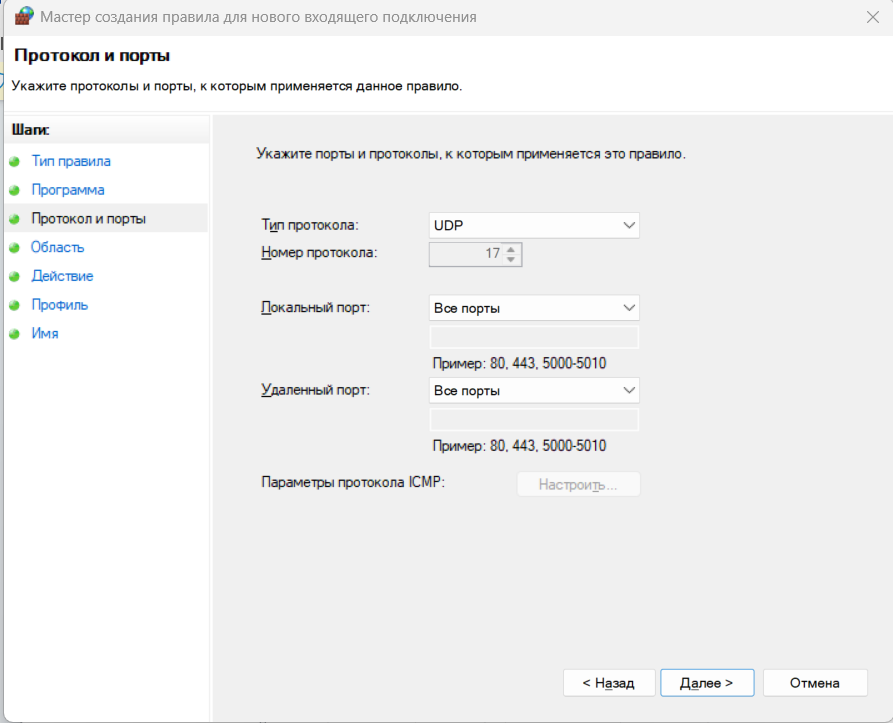 Мастер создания правила для нового входящего подключения
Протокол и порты
Укажите протоколы и порты, к которым применяется данное правило.
Шаги:
Тип правила
Программа
Протокол и порты
Область
Действие
Профиль
Имя
Укажите порты и протоколы, к которым применяется это правило.
Тип протокола: UDP
Номер протокола: 17
Локальный порт: Все порты
Пример: 80, 443, 5000-5010
Удаленный порт: Все порты
Пример: 80, 443, 5000-5010
Параметры протокола ICMP: Настроить...
< Назад Далее > Отмена